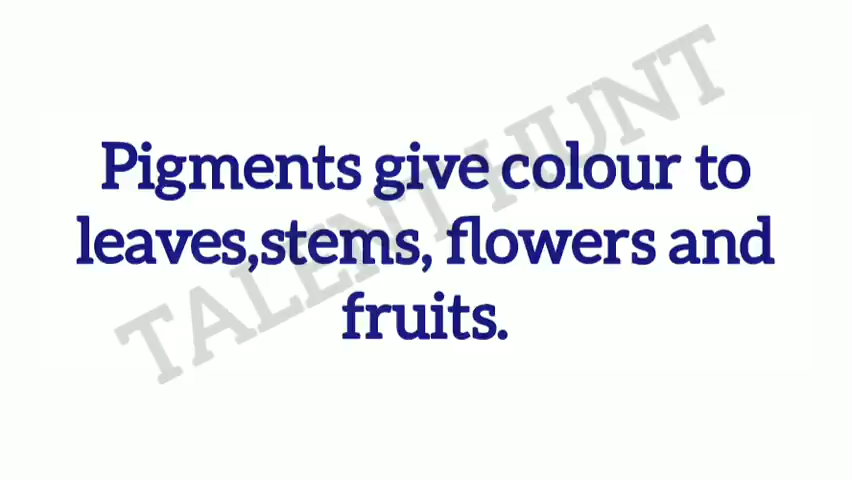 Pigments give colour to
leaves,stems, flowers and
fruits.
TALENT HUNT